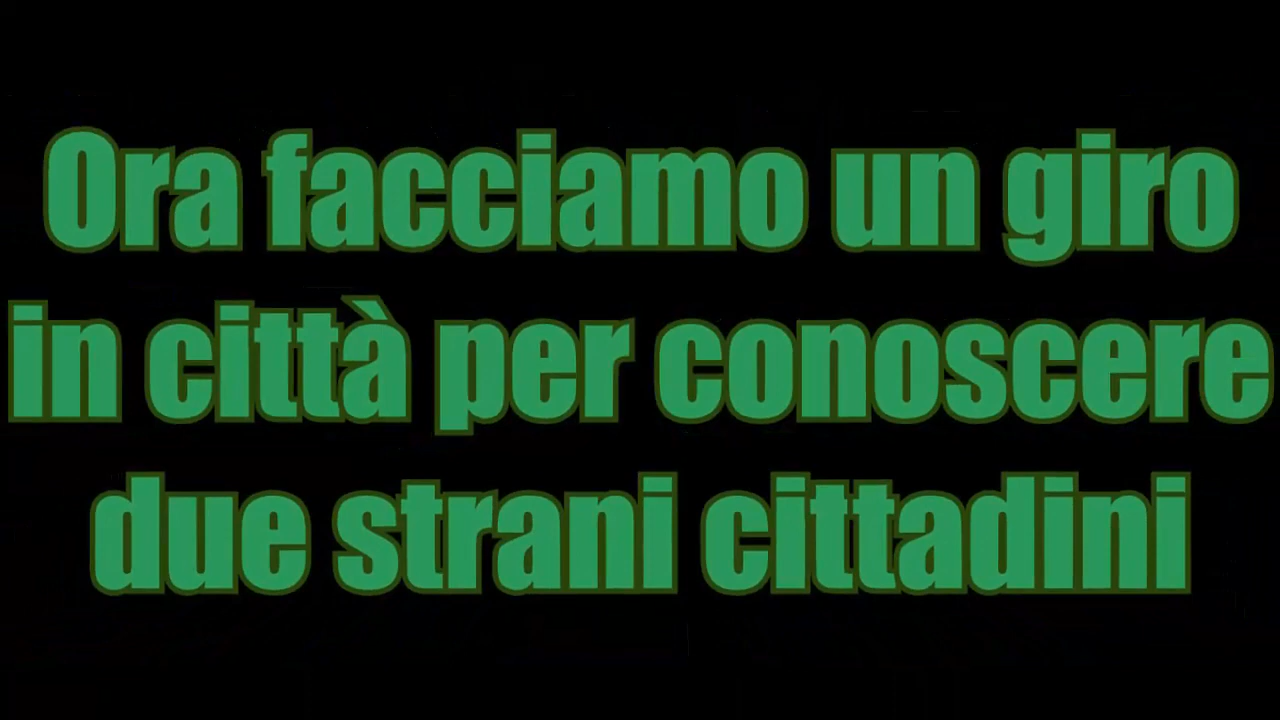 Ora facciamo un giro
in città per conoscere
due strani cittadini